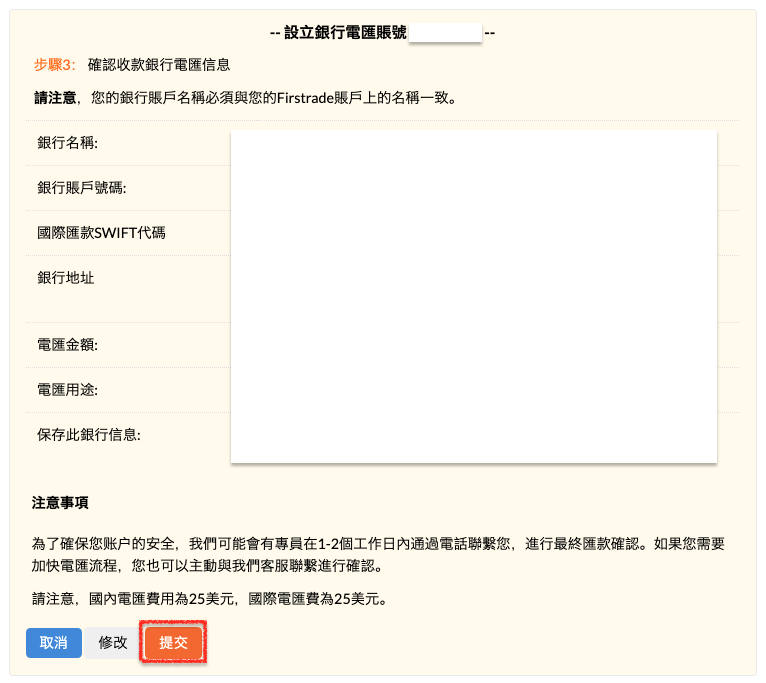 -- 設立銀行電匯賬號 --
步驟3: 確認收款銀行電匯信息
請注意，您的銀行賬戶名稱必須與您的Firstrade賬戶上的名稱一致。
銀行名稱:
銀行賬戶號碼:
國際匯款SWIFT代碼
銀行地址
電匯金額:
電匯用途:
保存此銀行信息:
注意事項
為了確保您账户的安全，我們可能會有專員在1-2個工作日內通過電話聯繫您，進行最終匯款確認。如果您需要
加快電匯流程，您也可以主動與我們客服聯繫進行確認。
請注意，國內電匯費用為25美元，國際電匯費為25美元。
取消 修改 提交